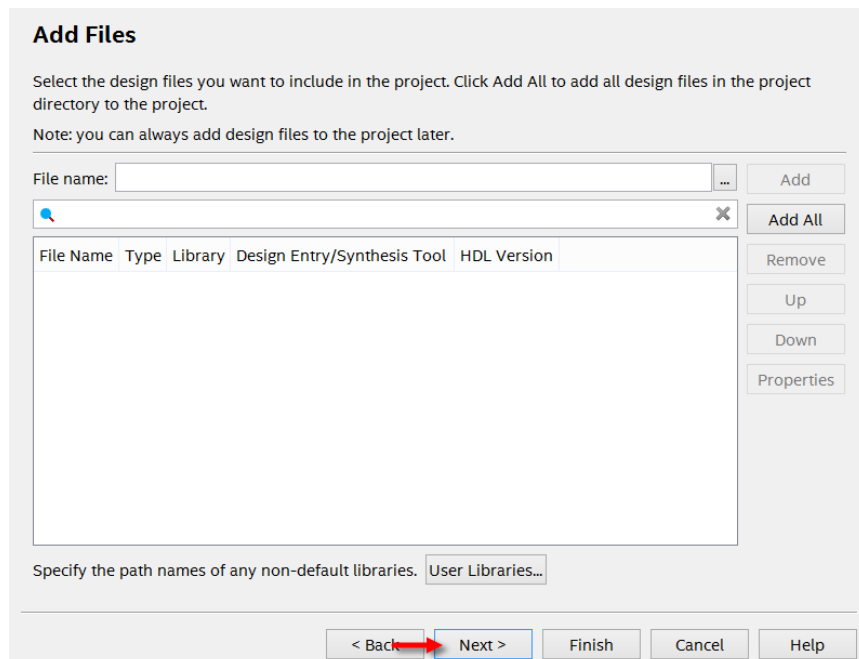 Add Files
Select the design files you want to include in the project. Click Add All to add all design files in the project
directory to the project.
Note: you can always add design files to the project later.
File name: ... Add
Add All
File Name Type Library Design Entry/Synthesis Tool HDL Version
Remove
Up
Down
Properties
Specify the path names of any non-default libraries. User Libraries...
< Back Next > Finish Cancel Help